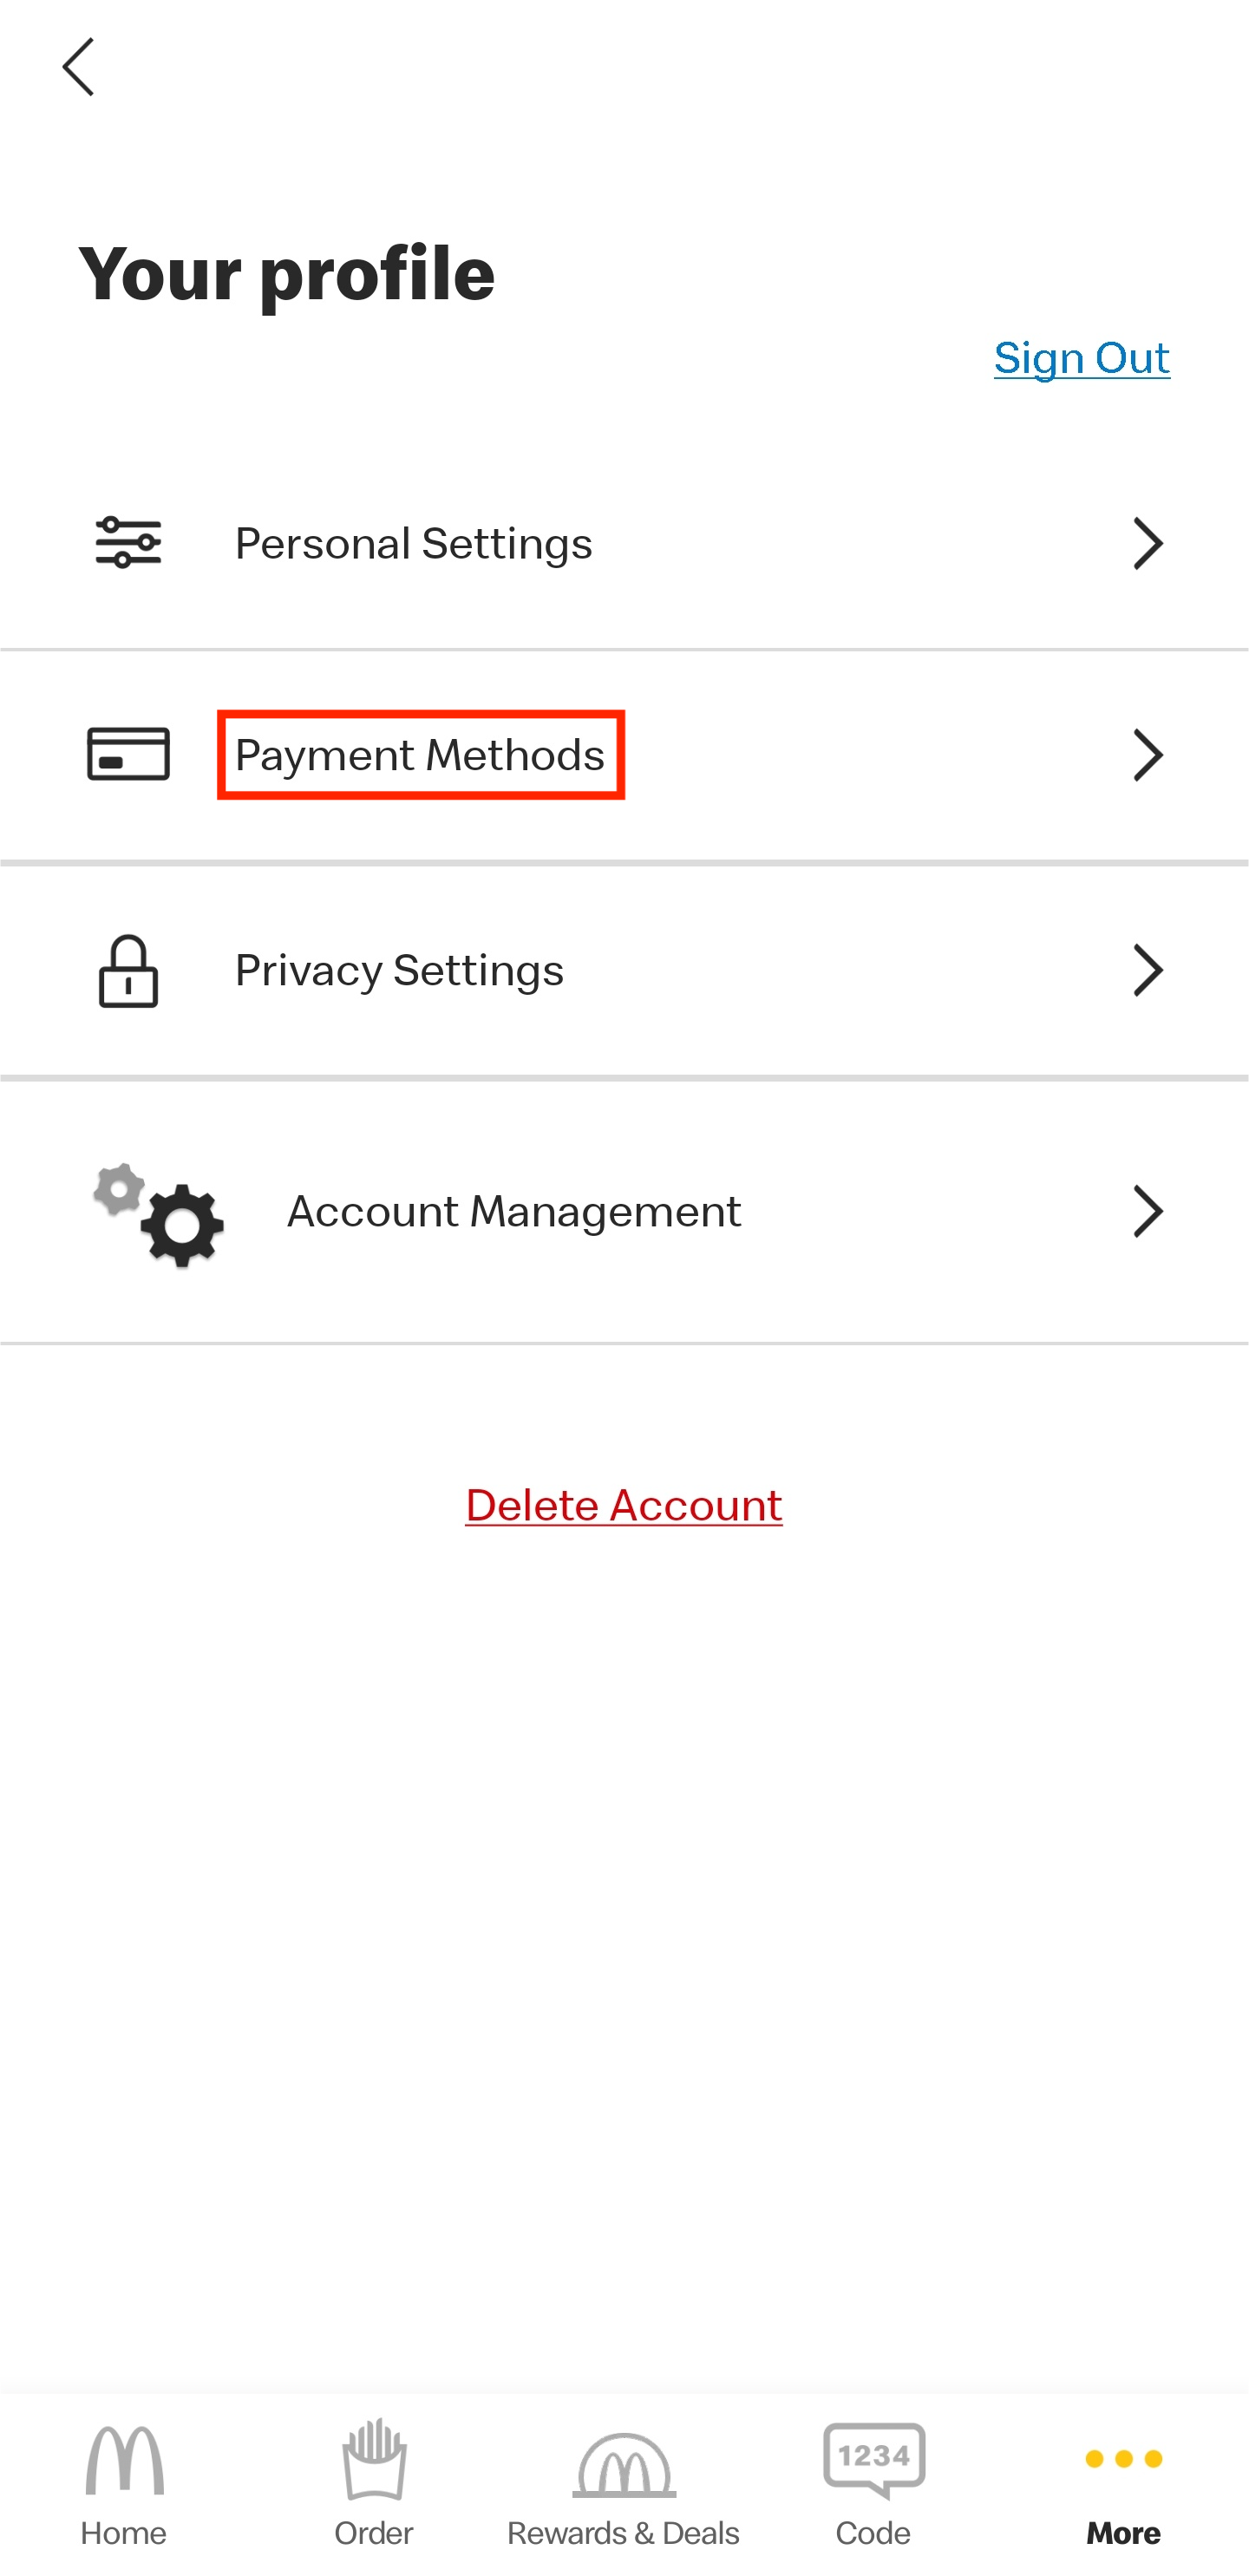 Your profile
Sign Out
Personal Settings
Payment Methods
Privacy Settings
Account Management
Delete Account
1234
Home
Order
Rewards & Deals
Code
More